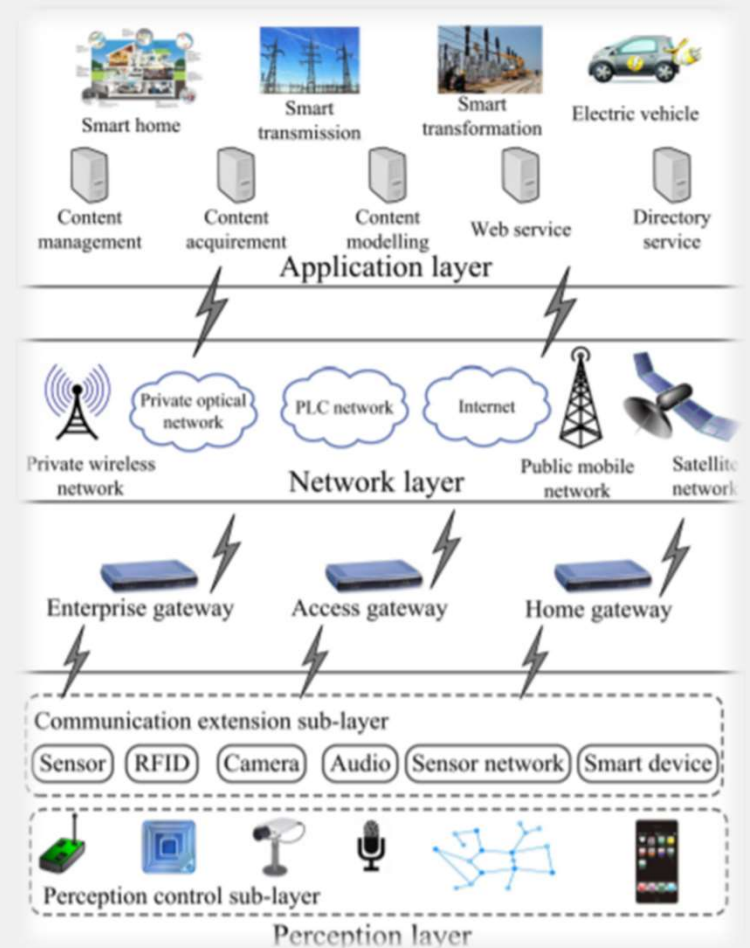 Smart home
Smart
transmission
Smart
transformation
Electric vehicle
Content
management
Content
acquirement
Content
modelling
Web service
Directory
service
Application layer
Private optical
network
PLC network
Internet
Private wireless
network
Network layer
Public mobile
network
Satellite
network
Enterprise gateway
Access gateway
Home gateway
Communication extension sub-layer
Sensor
RFID
Camera
Audio
Sensor network
Smart device
Perception control sub-layer
Perception layer